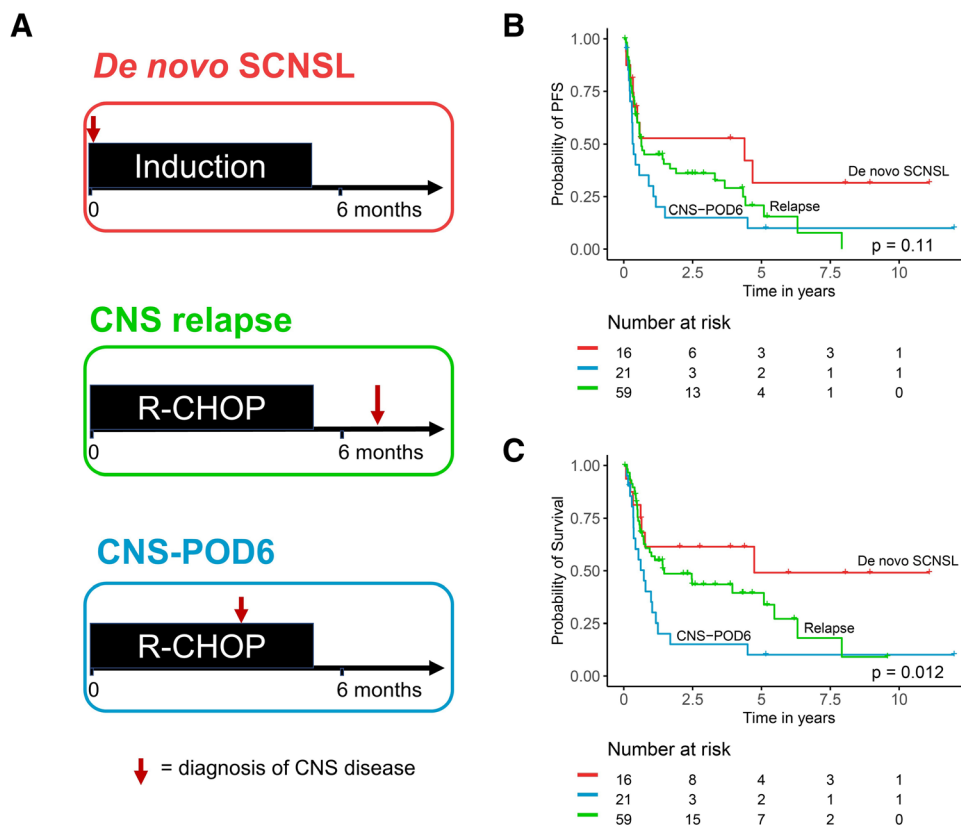 A
De novo SCNSL
Induction
0
6 months
CNS relapse
R-CHOP
0
6 months
CNS-POD6
R-CHOP
0
6 months
= diagnosis of CNS disease
B
Probability of PFS
1.00
0.75
0.50
0.25
0.00
De novo SCNSL
CNS−POD6
Relapse
p = 0.11
0 2.5 5 7.5 10
Time in years
Number at risk
16 6 3 3 1
21 3 2 1 1
59 13 4 1 0
C
Probability of Survival
1.00
0.75
0.50
0.25
0.00
De novo SCNSL
CNS−POD6
Relapse
p = 0.012
0 2.5 5 7.5 10
Time in years
Number at risk
16 8 4 3 1
21 3 2 1 1
59 15 7 2 0